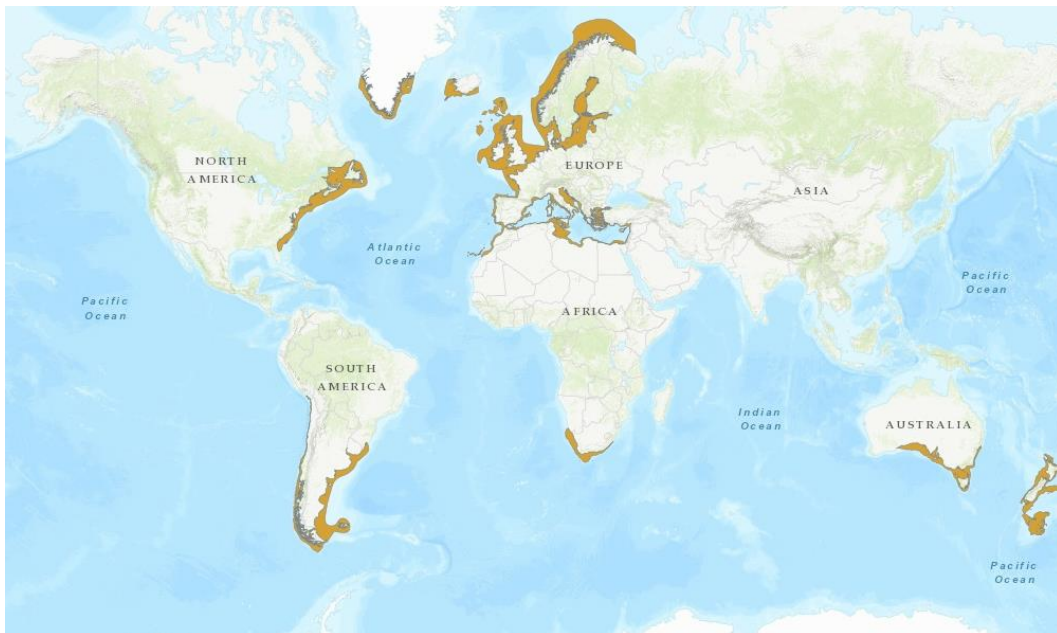 NORTH
AMERICA
EUROPE
ASIA
Atlantic
Ocean
Pacific
Ocean
Pacific
Ocean
AFRICA
SOUTH
AMERICA
Indian
Ocean
AUSTRALIA
Pacific
Ocean